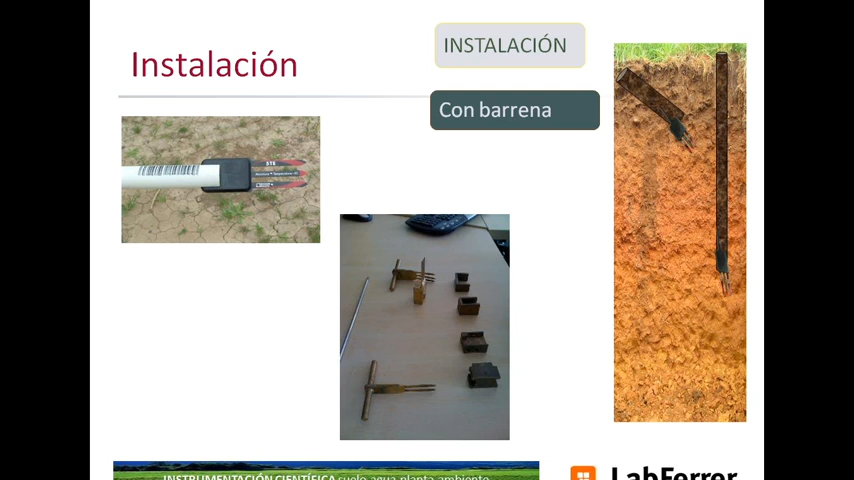 Instalación
INSTALACIÓN
Con barrena
5TE
INSTRUMENTACIÓN CIENTÍFICA suelo agua planta ambiente
LabFerrer